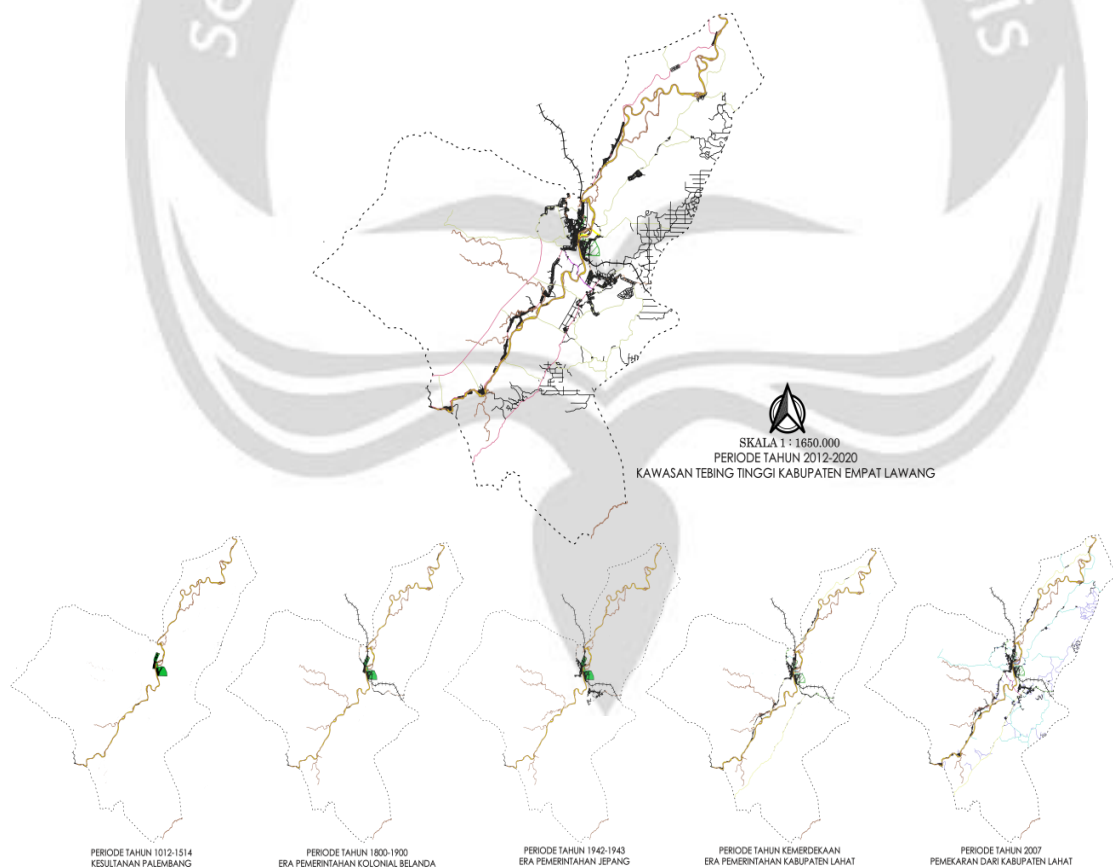 se
is
SKALA 1 : 1650.000
PERIODE TAHUN 2012-2020
KAWASAN TEBING TINGGI KABUPATEN EMPAT LAWANG
PERIODE TAHUN 1012-1514
KESULTANAN PALEMBANG
PERIODE TAHUN 1800-1900
ERA PEMERINTAHAN KOLONIAL BELANDA
PERIODE TAHUN 1942-1943
ERA PEMERINTAHAN JEPANG
PERIODE TAHUN KEMERDEKAAN
ERA PEMERINTAHAN KABUPATEN LAHAT
PERIODE TAHUN 2007
PEMEKARAN DARI KABUPATEN LAHAT